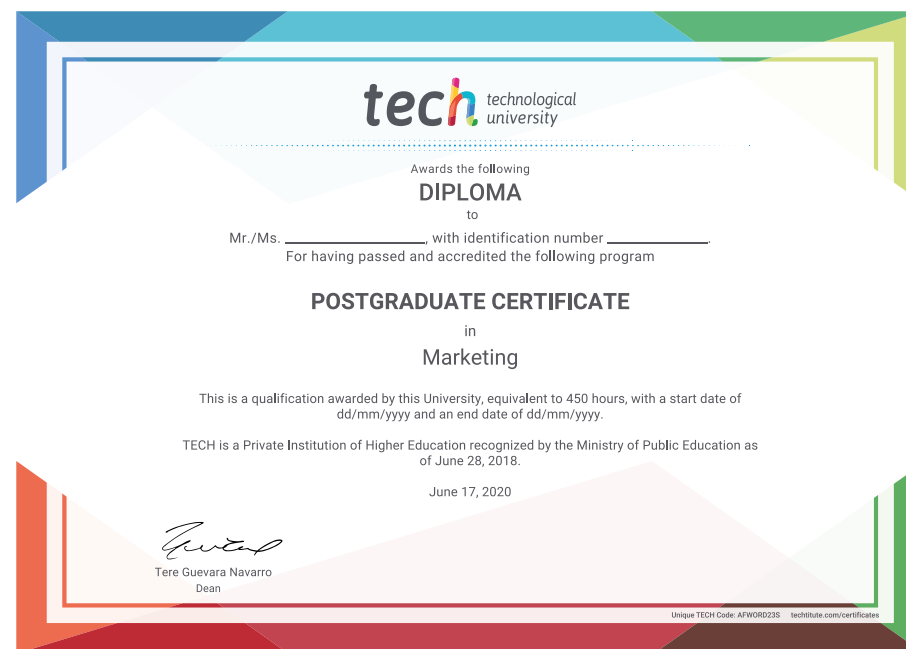 tech technological
university
Awards the following
DIPLOMA
to
Mr./Ms. ____________________, with identification number ______________.
For having passed and accredited the following program
POSTGRADUATE CERTIFICATE
in
Marketing
This is a qualification awarded by this University, equivalent to 450 hours, with a start date of
dd/mm/yyyy and an end date of dd/mm/yyyy.
TECH is a Private Institution of Higher Education recognized by the Ministry of Public Education as
of June 28, 2018.
June 17, 2020
Tere Guevara Navarro
Dean
Unique TECH Code: AFWORD23S techtitute.com/certificates